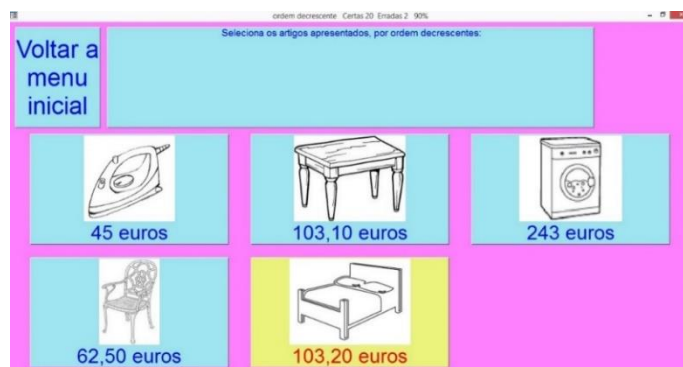 ordem decrescente Certas 20 Erradas 2 90%
Voltar a
menu
inicial
Seleciona os artigos apresentados, por ordem decrescentes:
45 euros
103,10 euros
243 euros
62,50 euros
103,20 euros